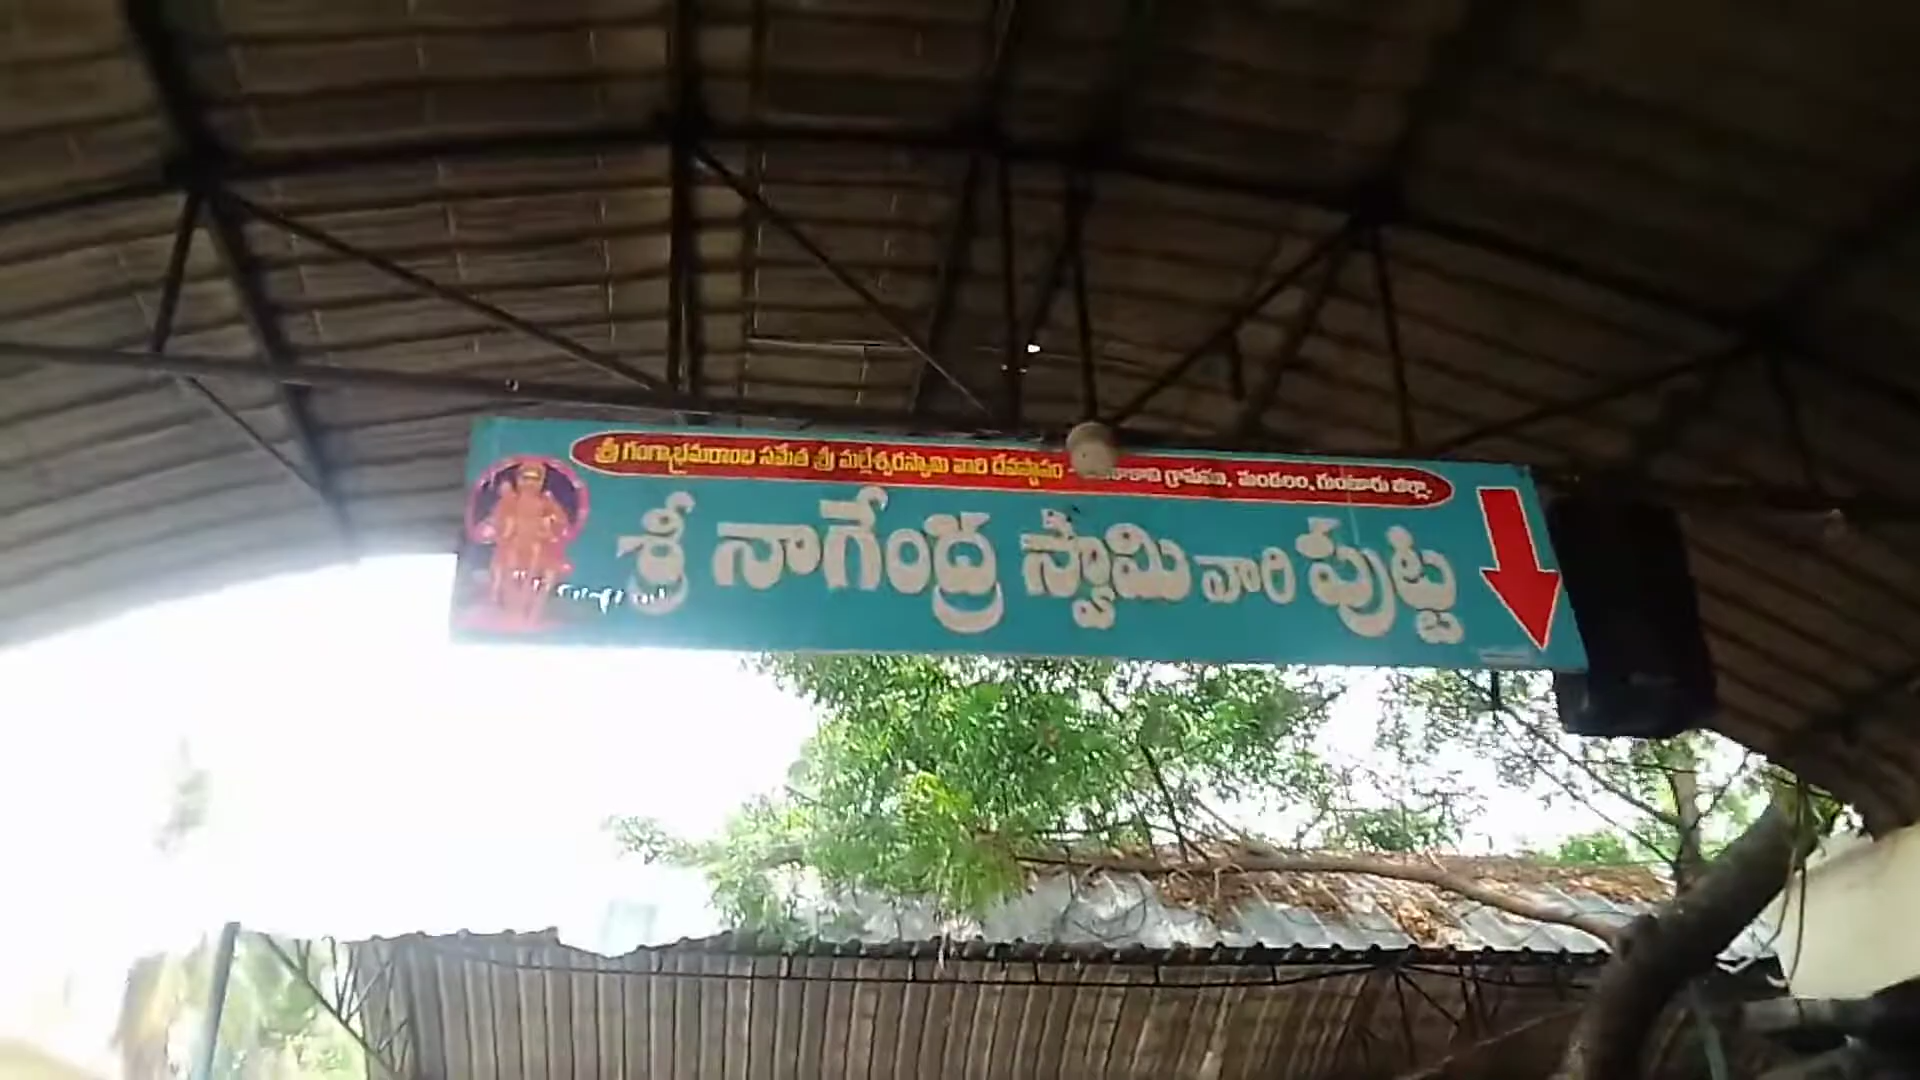 శ్రీ గంగాభ్రమరాంబ సమేత శ్రీ మల్లేశ్వరస్వామి వారి దేవస్థానం - గ్రామము, మండలం, గుంటూరు జిల్లా.
శ్రీ నాగేంద్ర స్వామి వారి పుట్ట